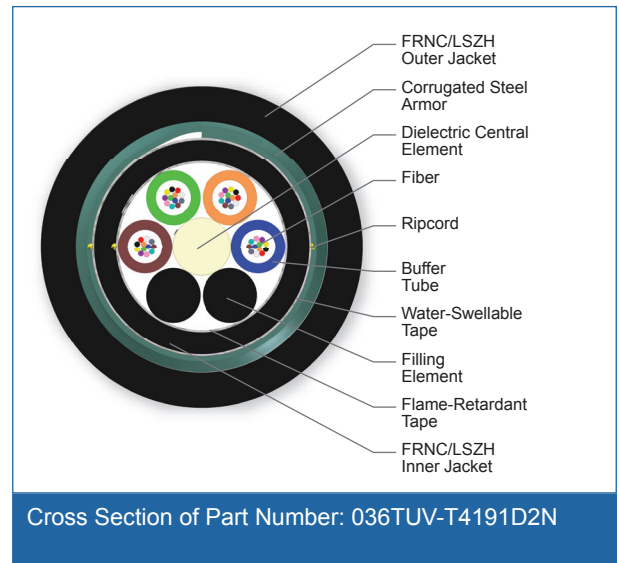 FRNC/LSZH
Outer Jacket
Corrugated Steel
Armor
Dielectric Central
Element
Fiber
Ripcord
Buffer
Tube
Water-Swellable
Tape
Filling
Element
Flame-Retardant
Tape
FRNC/LSZH
Inner Jacket
Cross Section of Part Number: 036TUV-T4191D2N